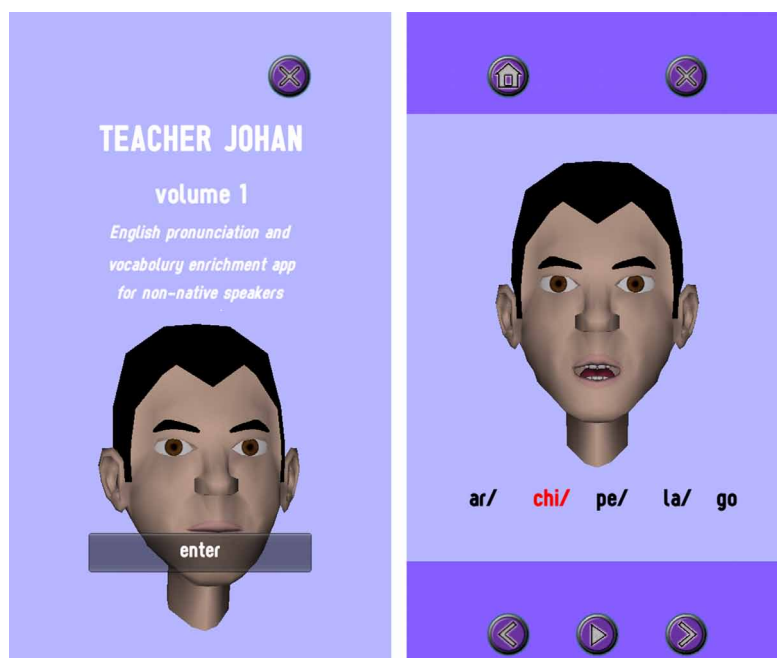 TEACHER JOHAN
volume 1
English pronunciation and
vocabolury enrichment app
for non-native speakers
enter
ar/ chi/ pe/ la/ go